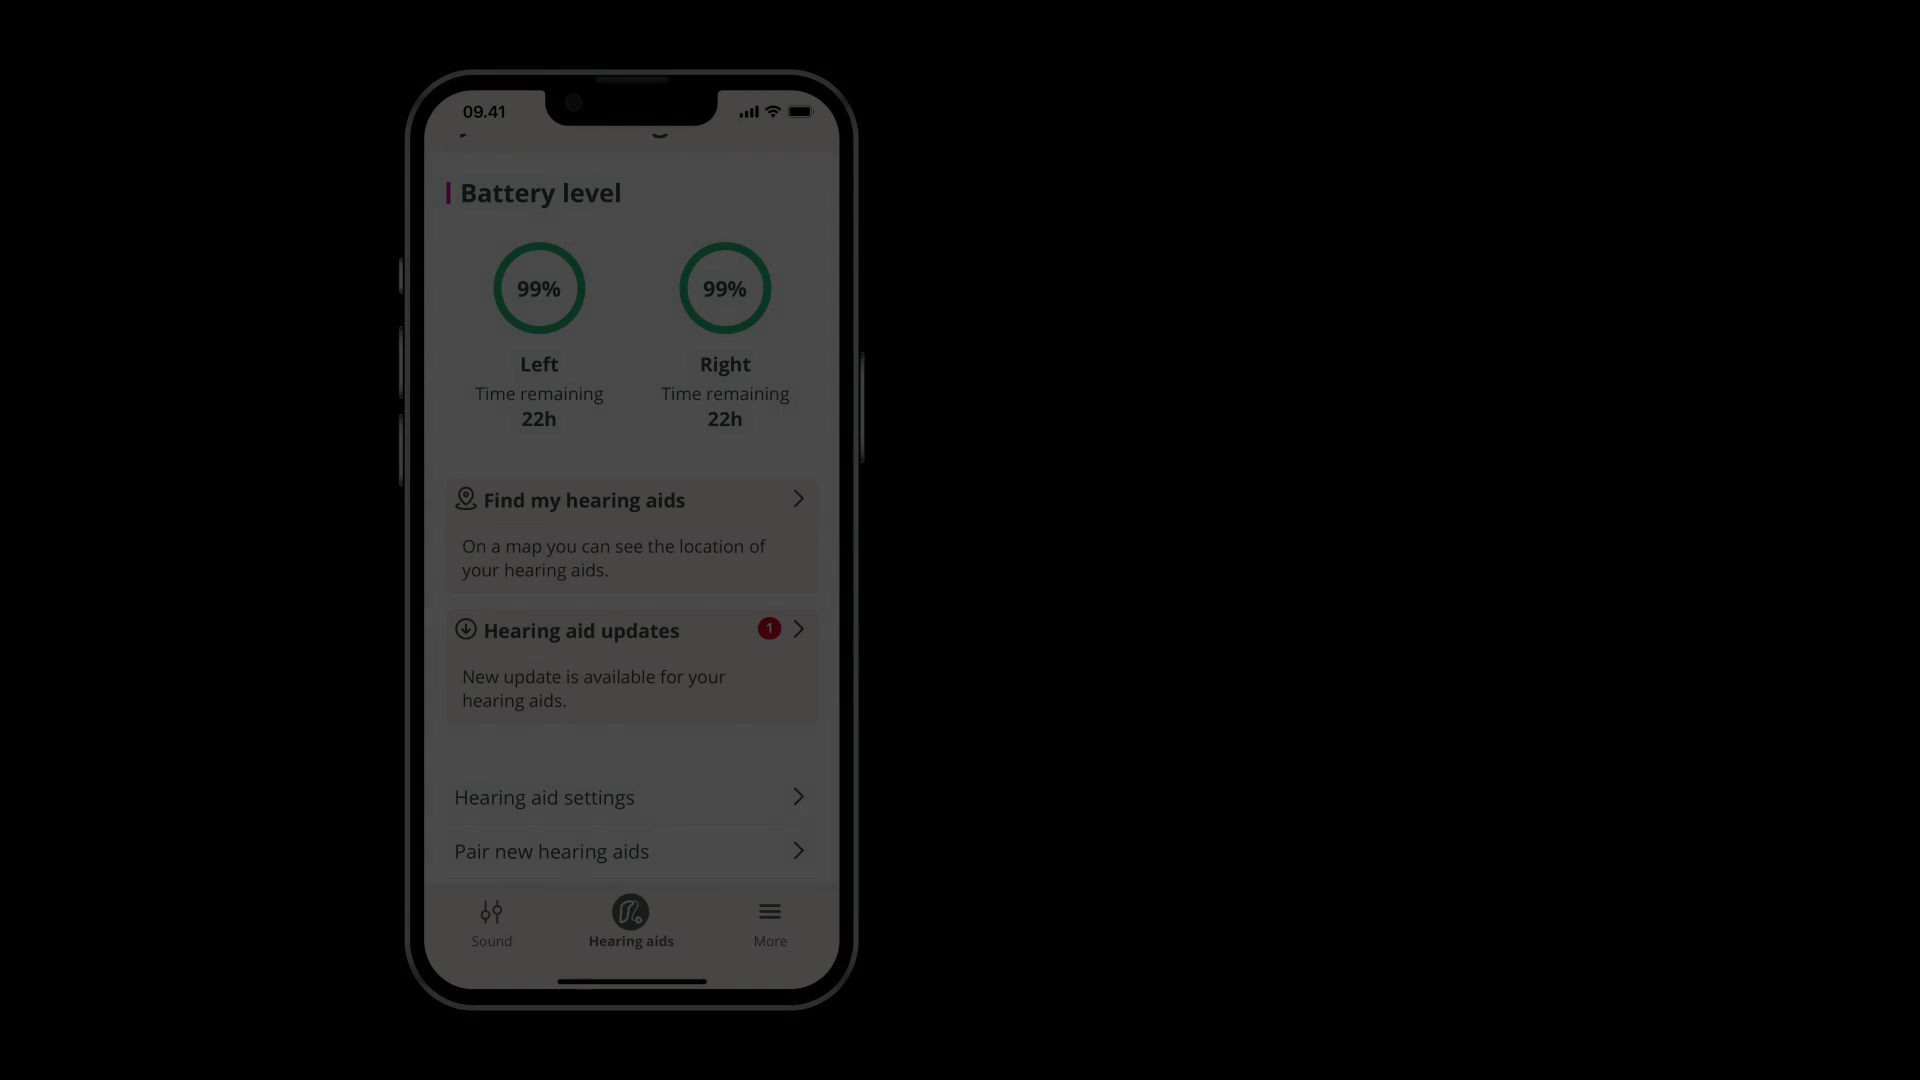 09.41
Battery level
99% 99%
Left Right
Time remaining Time remaining
22h 22h
Find my hearing aids
On a map you can see the location of
your hearing aids.
Hearing aid updates 1
New update is available for your
hearing aids.
Hearing aid settings
Pair new hearing aids
Sound Hearing aids More